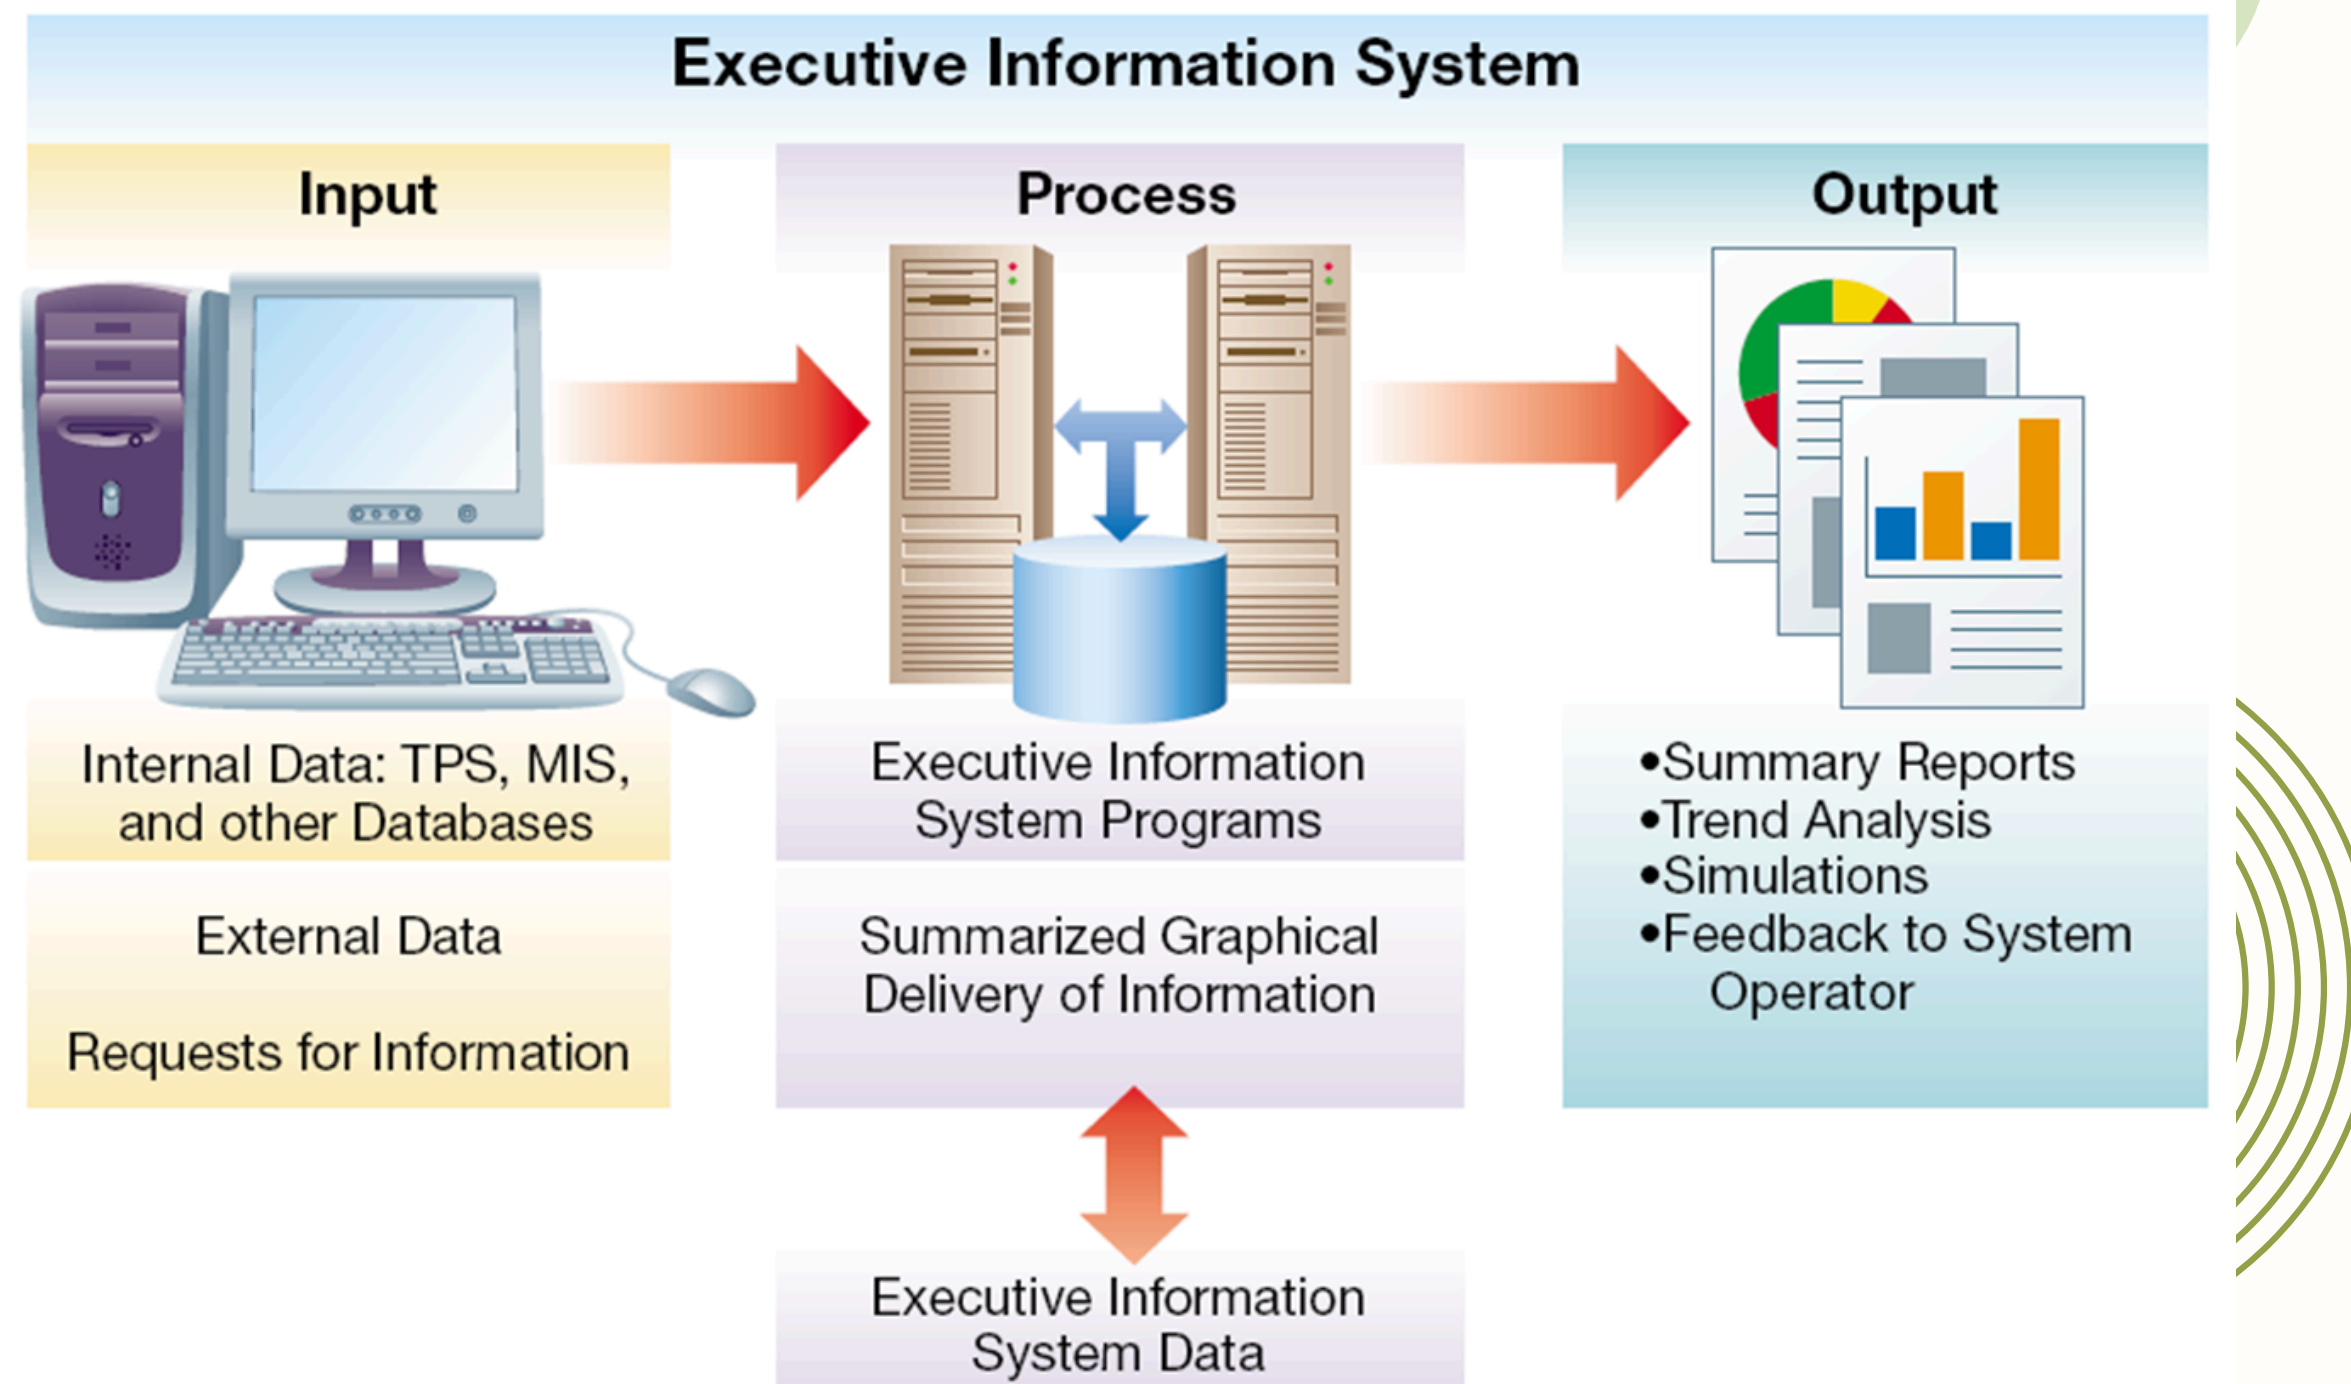 Executive Information System
Input
Internal Data: TPS, MIS,
and other Databases
External Data
Requests for Information
Process
Executive Information
System Programs
Summarized Graphical
Delivery of Information
Executive Information
System Data
Output
•Summary Reports
•Trend Analysis
•Simulations
•Feedback to System
Operator